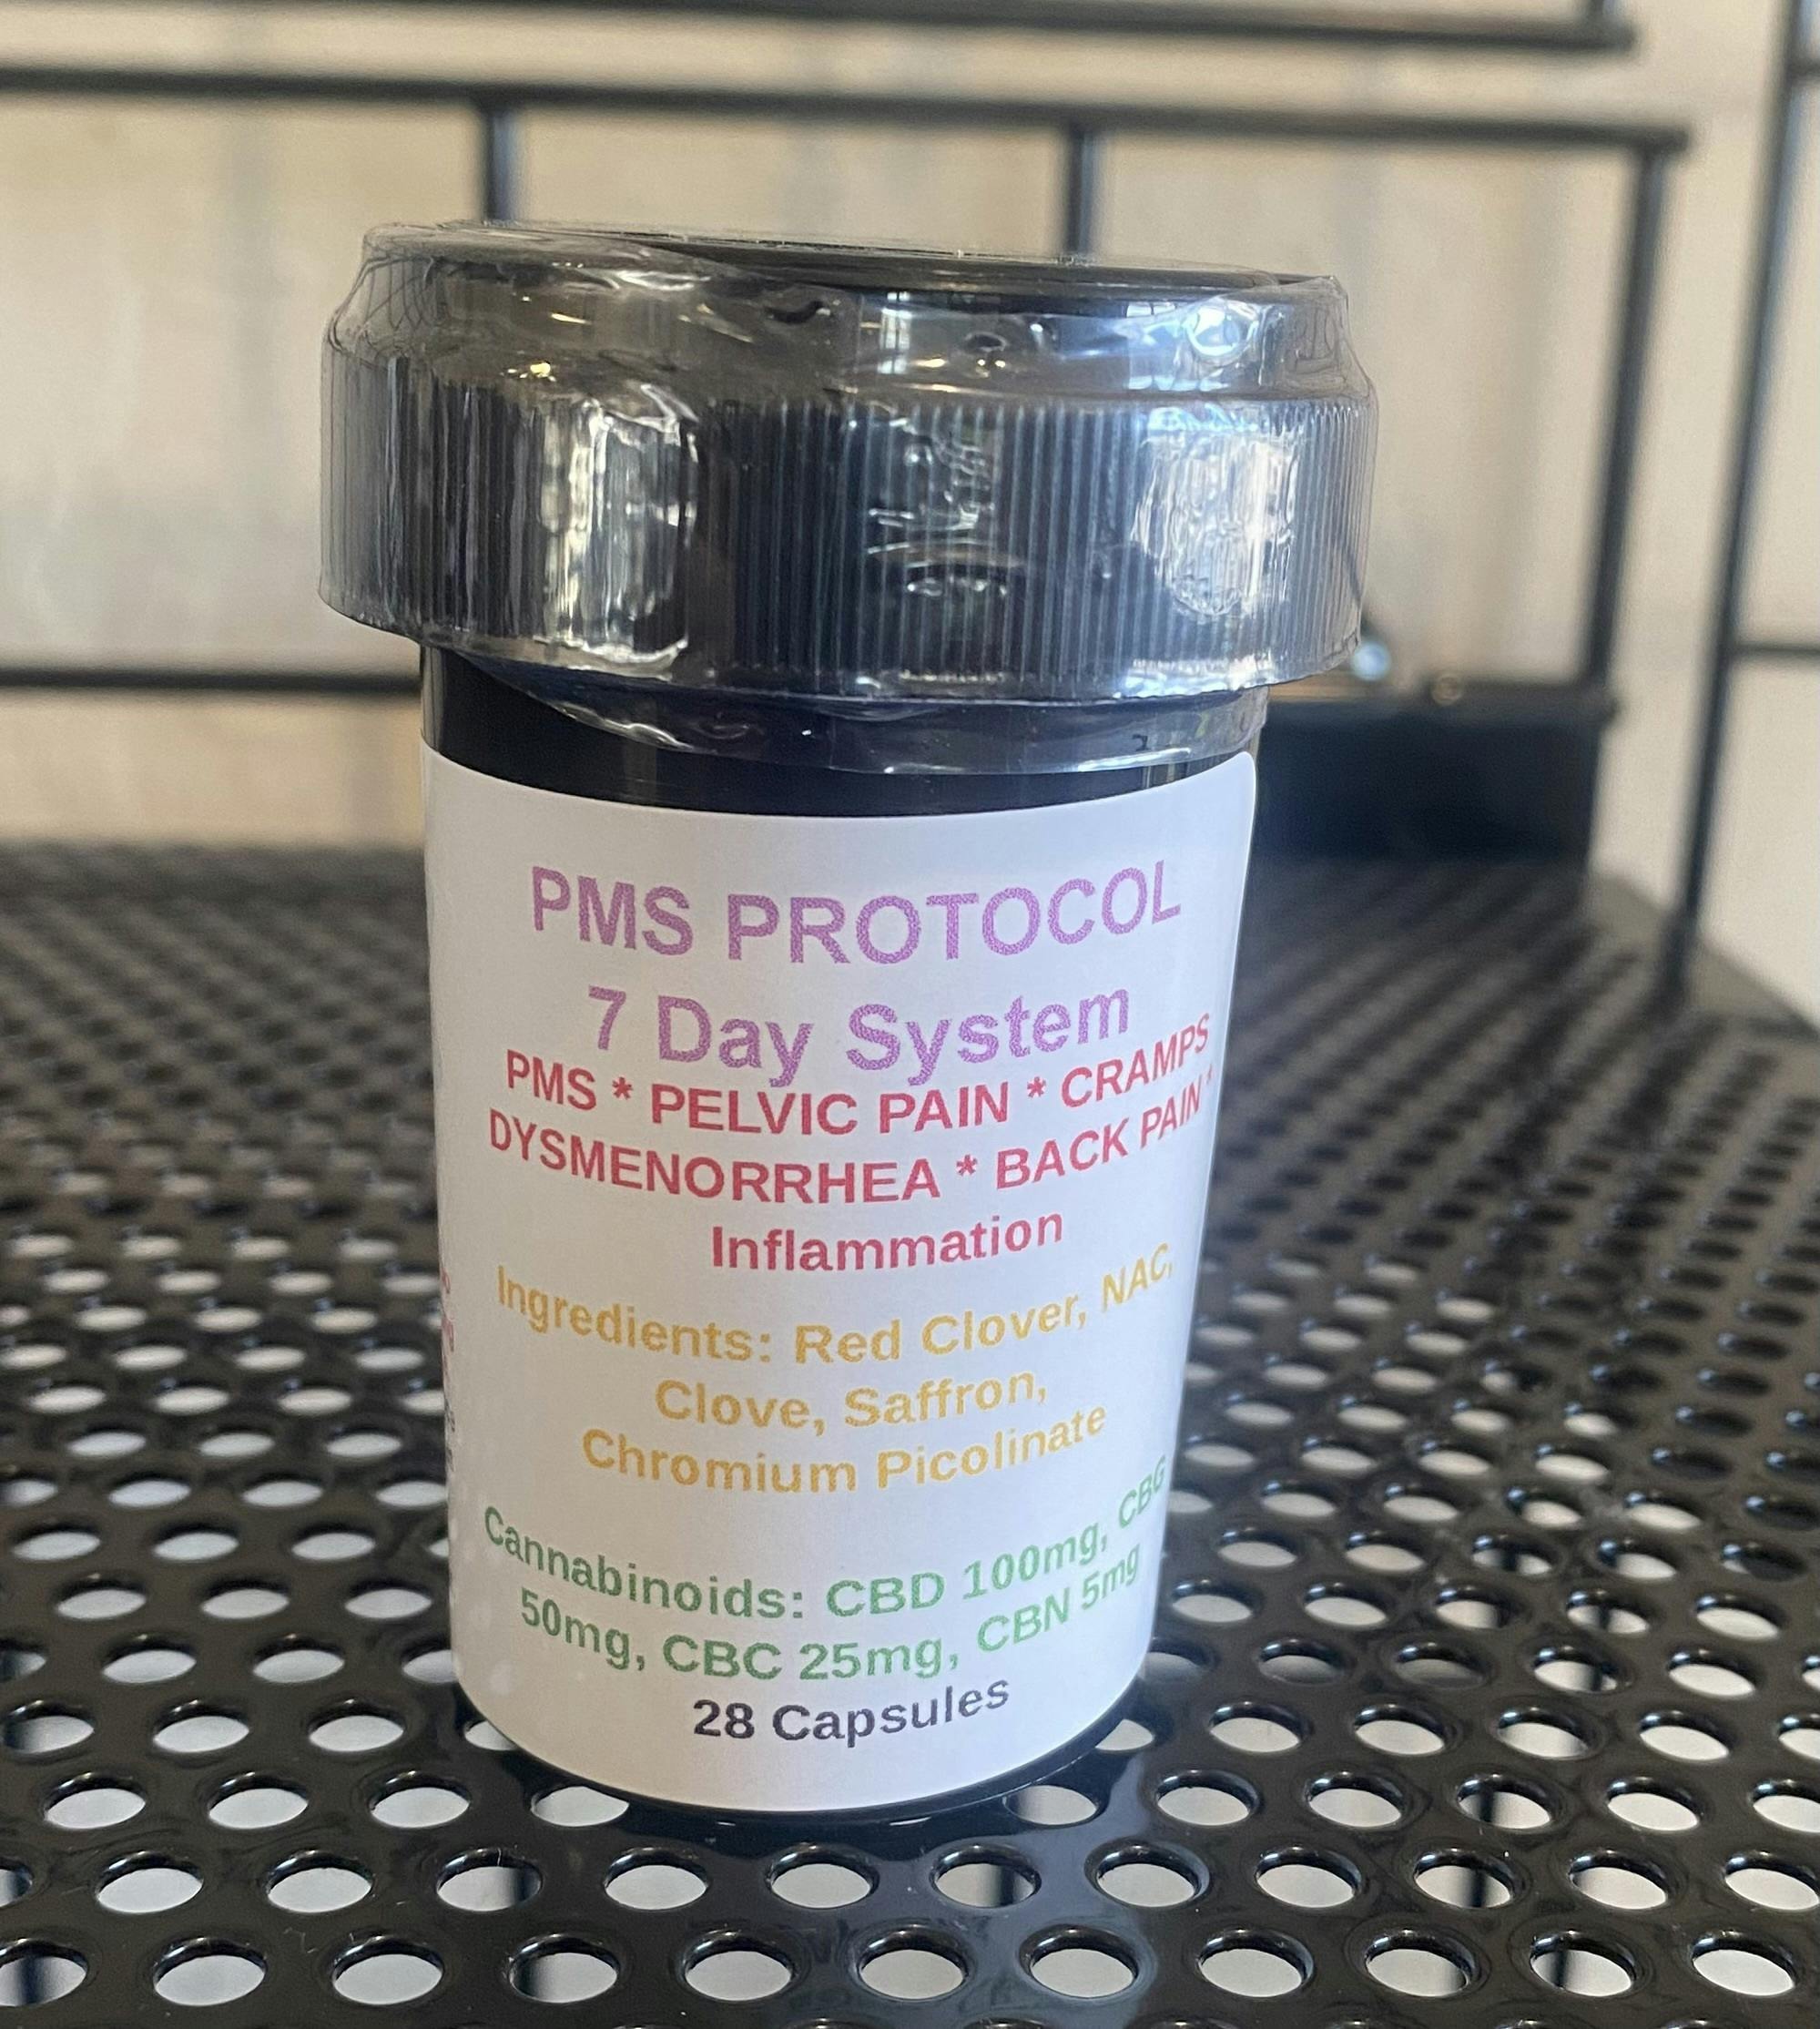 PMS PROTOCOL
7 Day System
PMS * PELVIC PAIN * CRAMPS
DYSMENORRHEA * BACK PAIN *
Inflammation
Ingredients: Red Clover, NAC,
Clove, Saffron,
Chromium Picolinate
Cannabinoids: CBD 100mg, CBG
50mg, CBC 25mg, CBN 5mg
28 Capsules